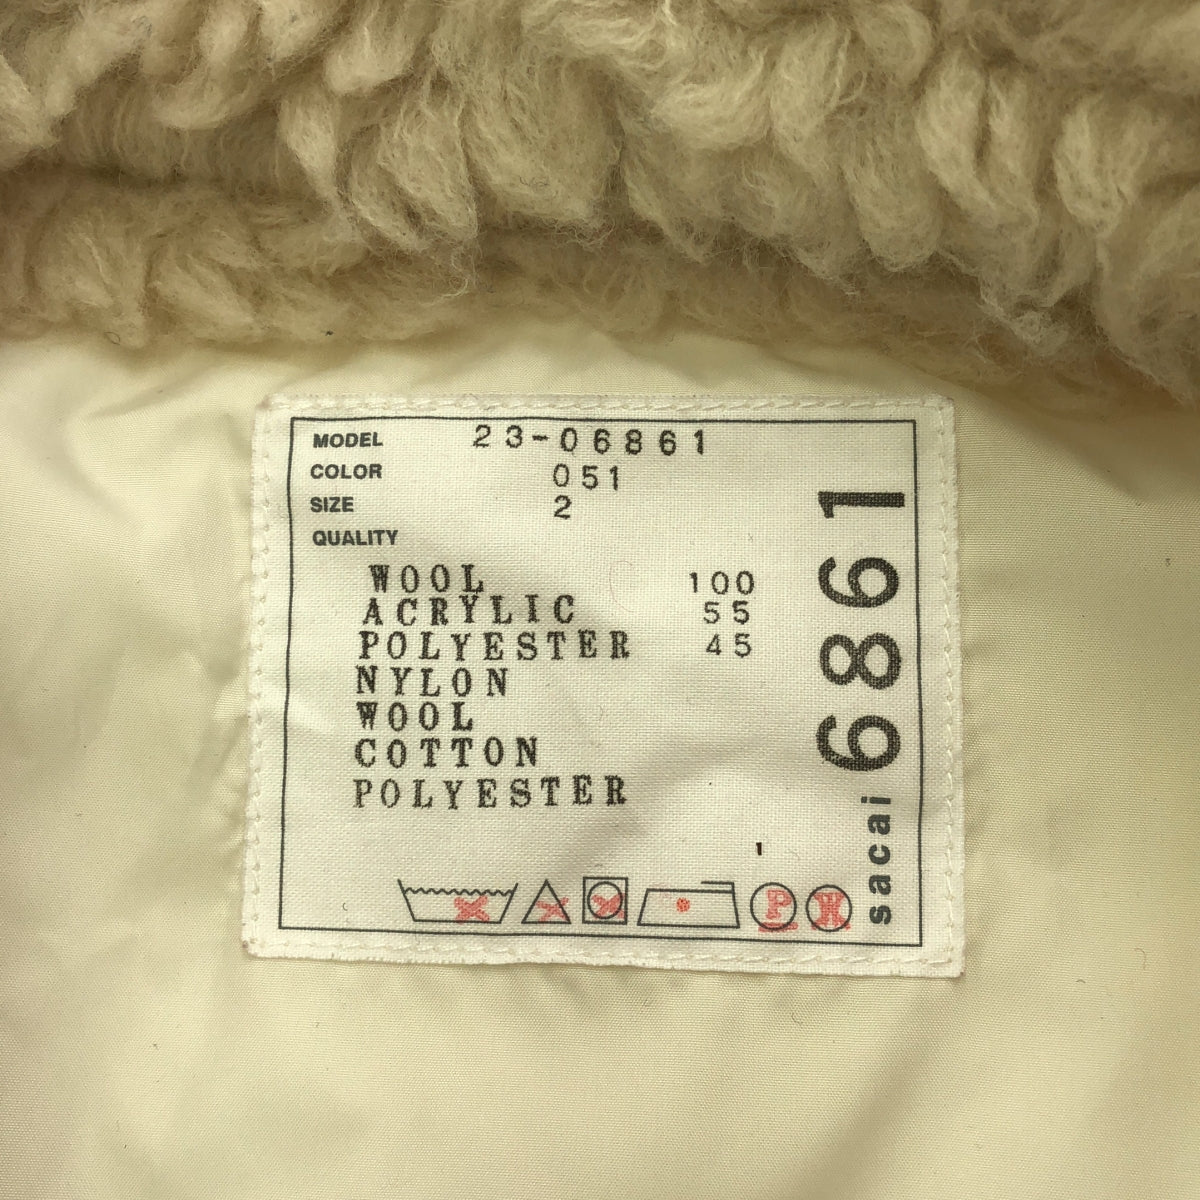 MODEL 23-06861
COLOR 051
SIZE 2
QUALITY
WOOL 100
ACRYLIC 55
POLYESTER 45
NYLON
WOOL
COTTON
POLYESTER
P W
sacai 6861